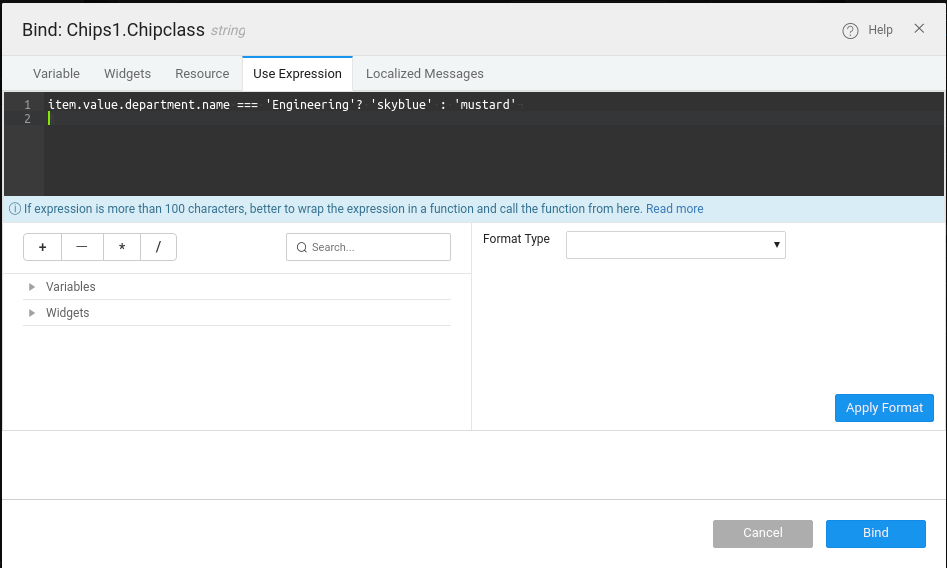 Bind: Chips1.Chipclass string
Help ×
Variable Widgets Resource Use Expression Localized Messages
1 item.value.department.name === 'Engineering'? 'skyblue' : 'mustard'
2
If expression is more than 100 characters, better to wrap the expression in a function and call the function from here. Read more
+ — * / Search...
Format Type
Variables
Widgets
Apply Format
Cancel Bind